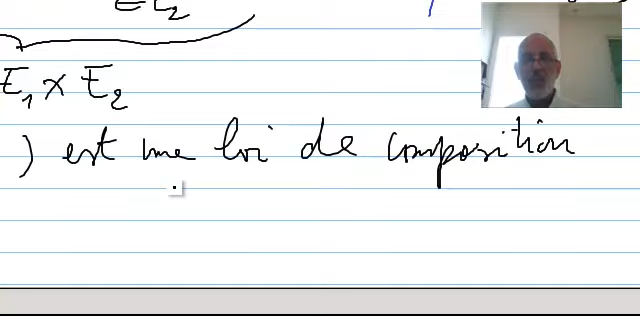 ∈ E₂
E₁ × E₂
) est une loi de composition